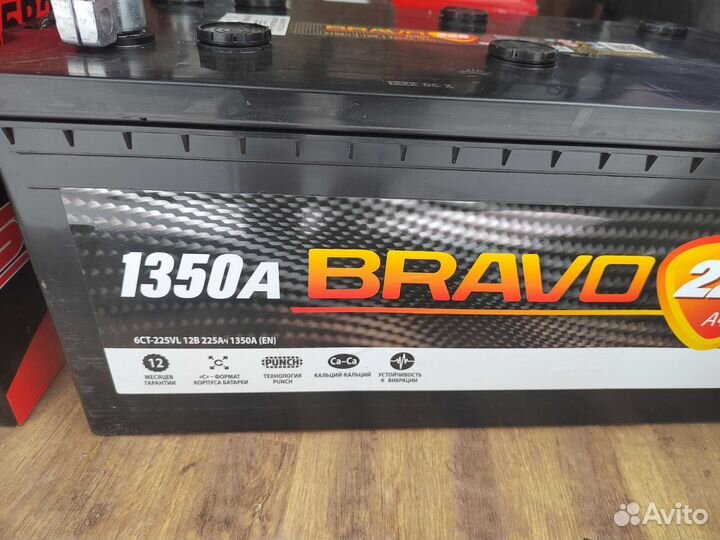 BRAVO
1350A BRAVO
6СТ-225VL 12В 225Ач 1350А (EN)
12
МЕСЯЦЕВ
ГАРАНТИИ
C
«С» – ФОРМАТ
КОРПУСА БАТАРЕИ
PUNCH
ТЕХНОЛОГИЯ
PUNCH
Ca–Ca
КАЛЬЦИЙ-КАЛЬЦИЙ
УСТОЙЧИВОСТЬ
К ВИБРАЦИИ
Avito